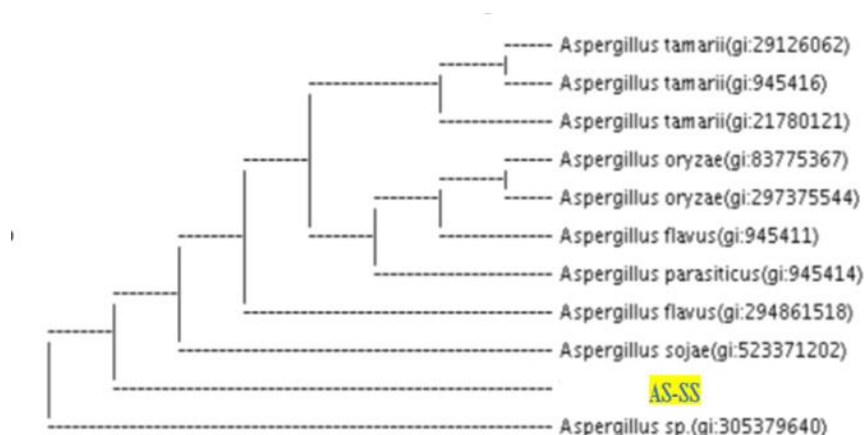 Aspergillus tamarii(gi:29126062)
Aspergillus tamarii(gi:945416)
Aspergillus tamarii(gi:21780121)
Aspergillus oryzae(gi:83775367)
Aspergillus oryzae(gi:297375544)
Aspergillus flavus(gi:945411)
Aspergillus parasiticus(gi:945414)
Aspergillus flavus(gi:294861518)
Aspergillus sojae(gi:523371202)
AS-SS
Aspergillus sp.(gi:305379640)